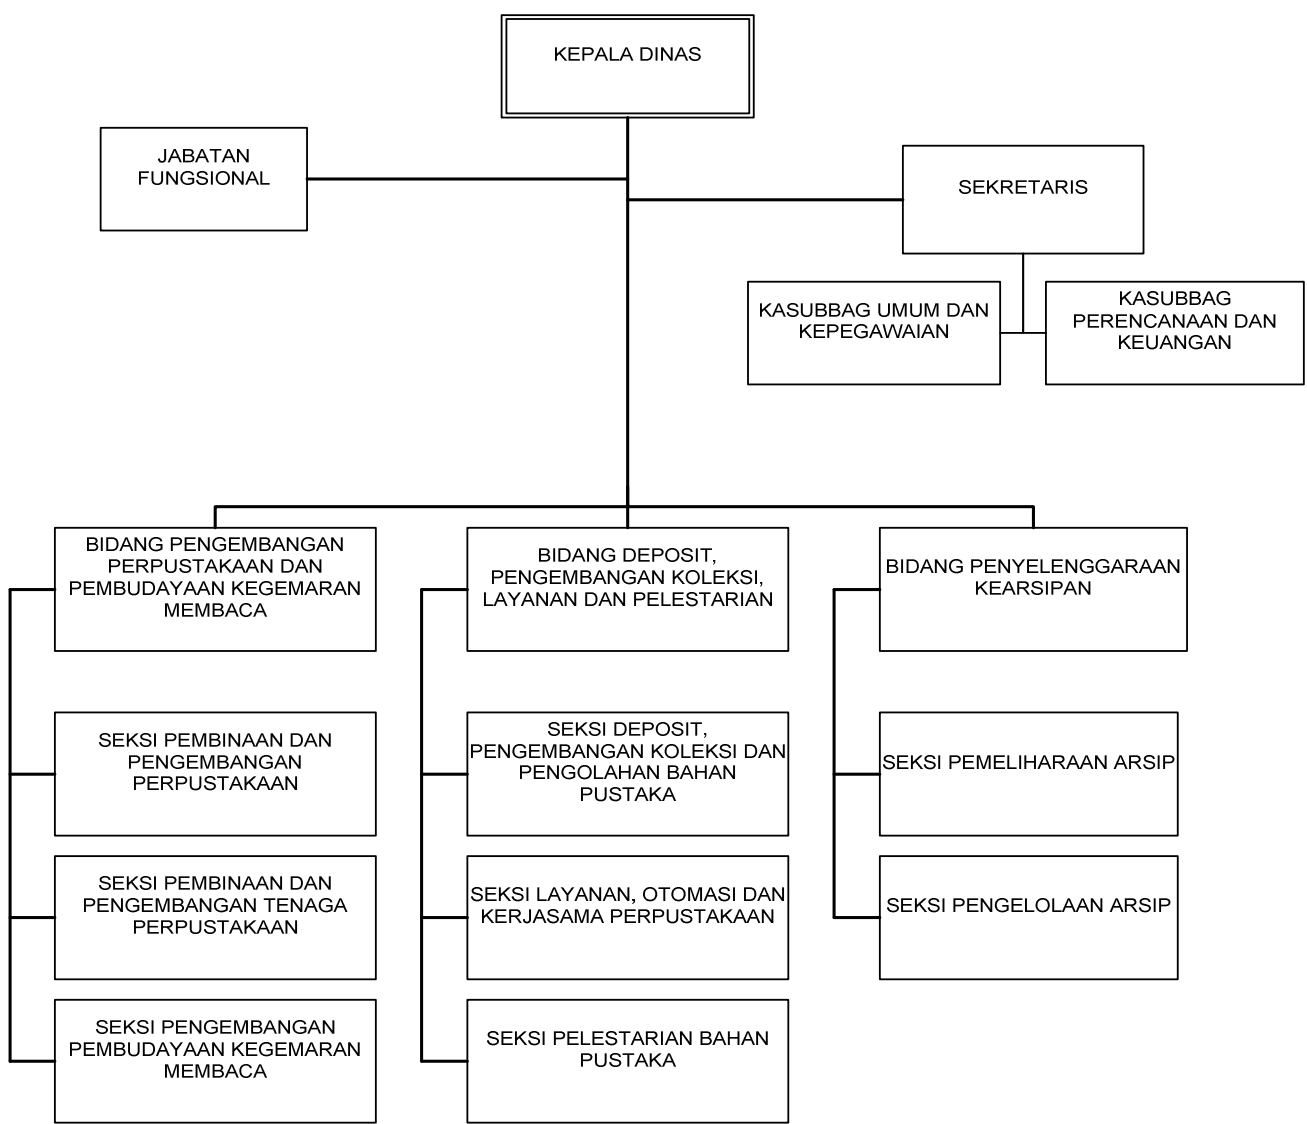 KEPALA DINAS
JABATAN
FUNGSIONAL
SEKRETARIS
KASUBBAG UMUM DAN
KEPEGAWAIAN
KASUBBAG
PERENCANAAN DAN
KEUANGAN
BIDANG PENGEMBANGAN
PERPUSTAKAAN DAN
PEMBUDAYAAN KEGEMARAN
MEMBACA
BIDANG DEPOSIT,
PENGEMBANGAN KOLEKSI,
LAYANAN DAN PELESTARIAN
BIDANG PENYELENGGARAAN
KEARSIPAN
SEKSI PEMBINAAN DAN
PENGEMBANGAN
PERPUSTAKAAN
SEKSI DEPOSIT,
PENGEMBANGAN KOLEKSI DAN
PENGOLAHAN BAHAN
PUSTAKA
SEKSI PEMELIHARAAN ARSIP
SEKSI PEMBINAAN DAN
PENGEMBANGAN TENAGA
PERPUSTAKAAN
SEKSI LAYANAN, OTOMASI DAN
KERJASAMA PERPUSTAKAAN
SEKSI PENGELOLAAN ARSIP
SEKSI PENGEMBANGAN
PEMBUDAYAAN KEGEMARAN
MEMBACA
SEKSI PELESTARIAN BAHAN
PUSTAKA